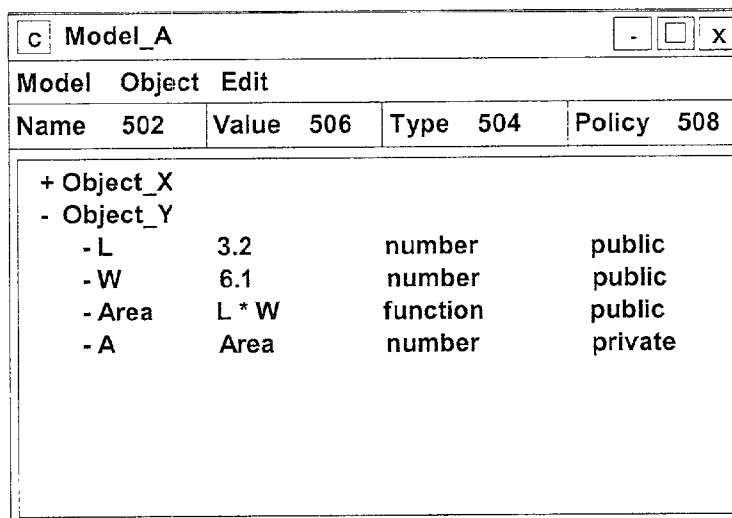 C Model_A - X
Model Object Edit
Name 502 Value 506 Type 504 Policy 508
+ Object_X
- Object_Y
- L 3.2 number public
- W 6.1 number public
- Area L * W function public
- A Area number private